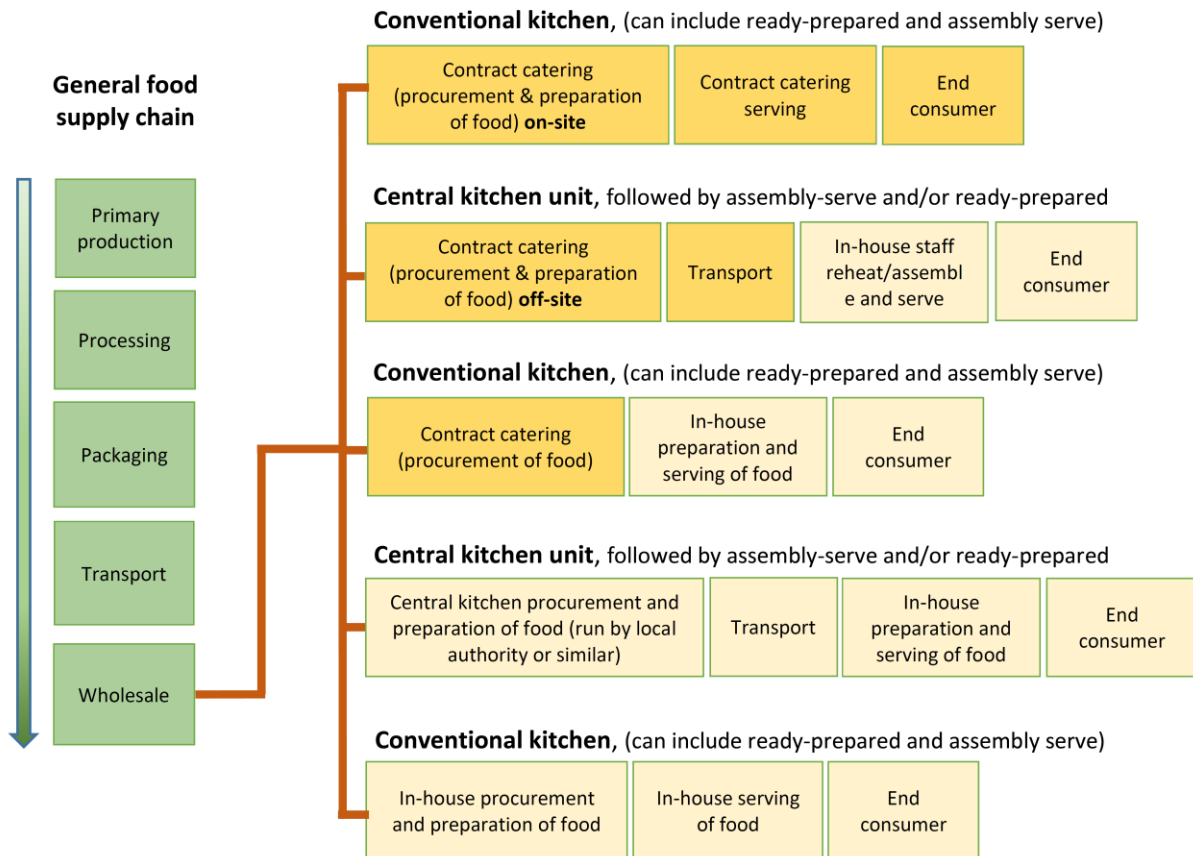 General food
supply chain
Primary
production
Processing
Packaging
Transport
Wholesale
Conventional kitchen, (can include ready-prepared and assembly serve)
Contract catering
(procurement & preparation
of food) on-site
Contract catering
serving
End
consumer
Central kitchen unit, followed by assembly-serve and/or ready-prepared
Contract catering
(procurement & preparation
of food) off-site
Transport
In-house staff
reheat/assembl
e and serve
End
consumer
Conventional kitchen, (can include ready-prepared and assembly serve)
Contract catering
(procurement of food)
In-house
preparation and
serving of food
End
consumer
Central kitchen unit, followed by assembly-serve and/or ready-prepared
Central kitchen procurement and
preparation of food (run by local
authority or similar)
Transport
In-house
preparation and
serving of food
End
consumer
Conventional kitchen, (can include ready-prepared and assembly serve)
In-house procurement
and preparation of food
In-house serving
of food
End
consumer